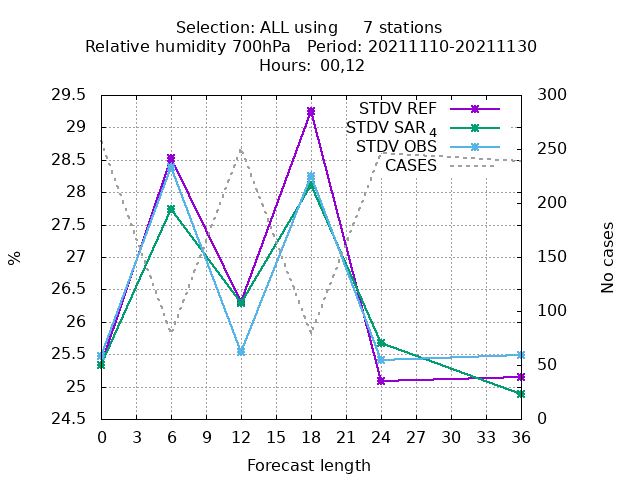 Selection: ALL using     7 stations
Relative humidity 700hPa   Period: 20211110-20211130
Hours: 00,12
STDV REF
STDV SAR 4
STDV OBS
CASES
%
29.5
29
28.5
28
27.5
27
26.5
26
25.5
25
24.5
300
250
200
150
100
50
0
No cases
0 3 6 9 12 15 18 21 24 27 30 33 36
Forecast length